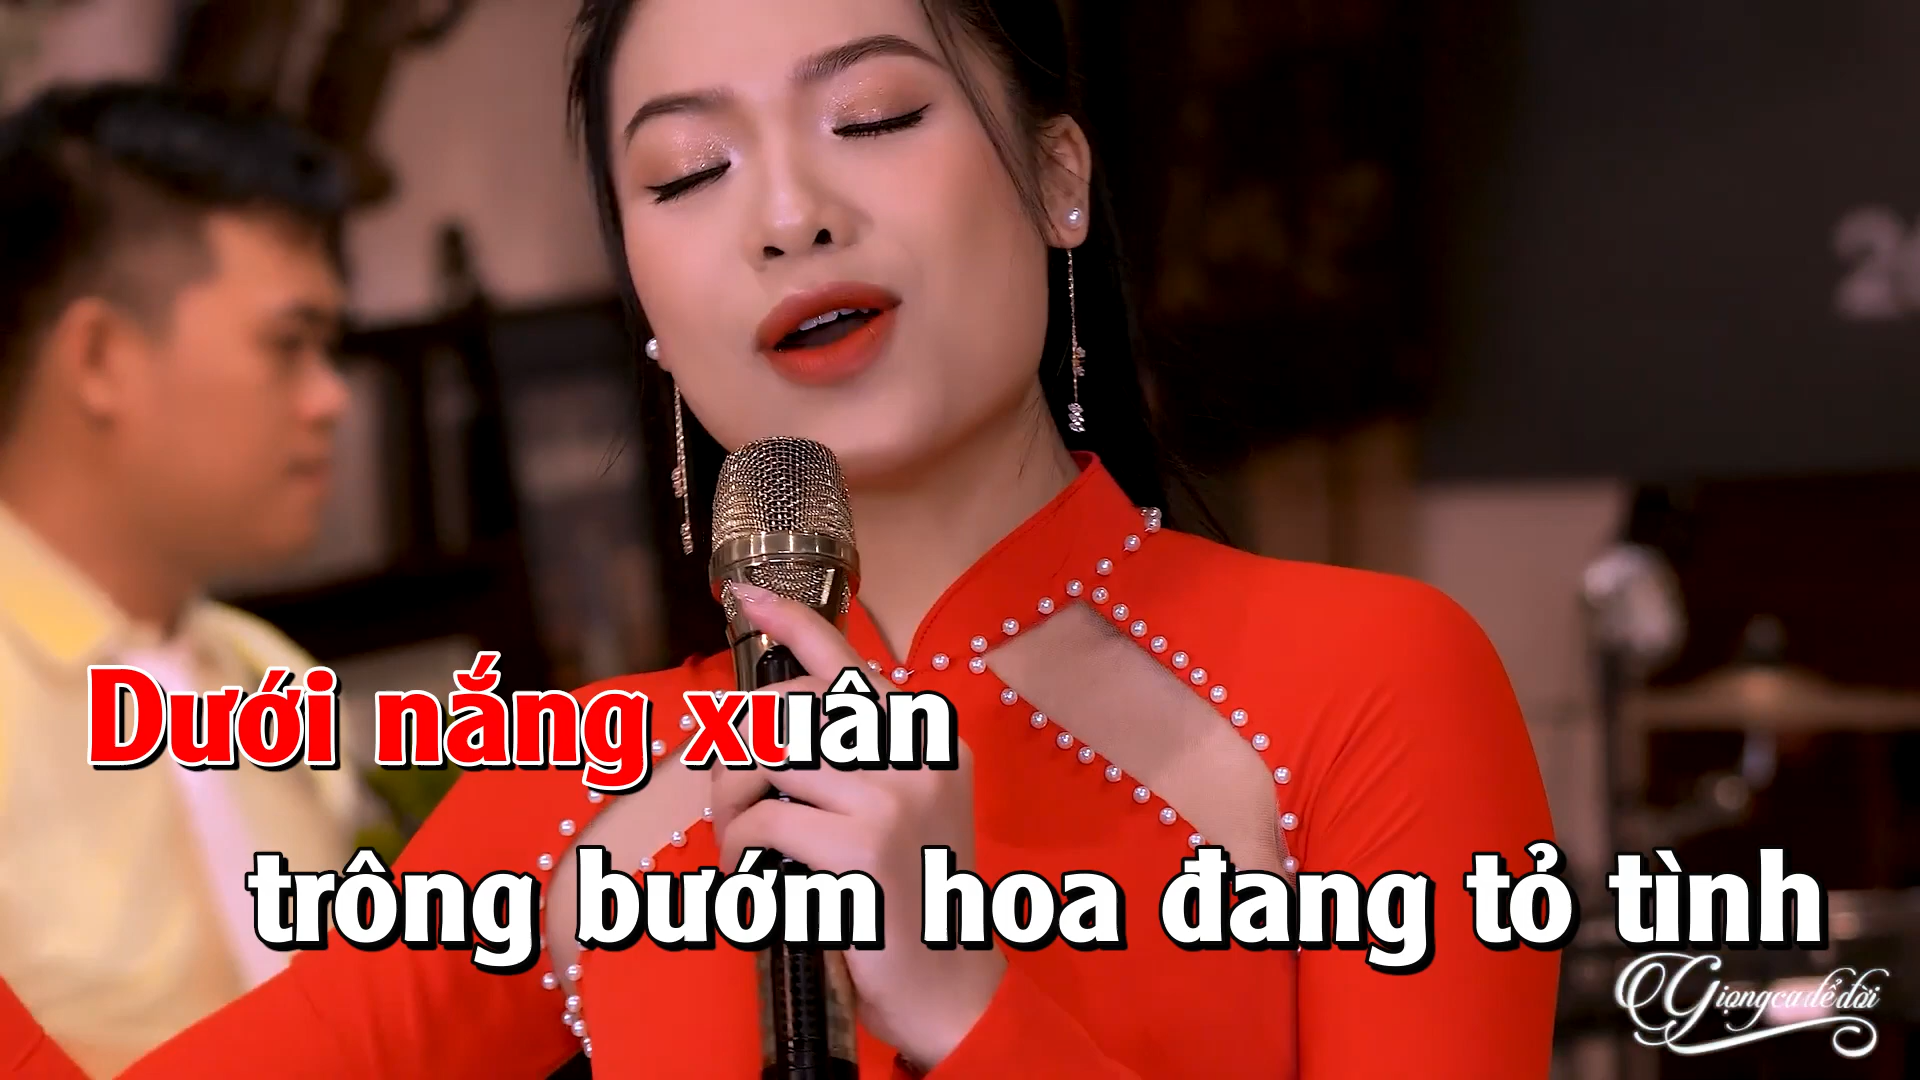 Dưới nắng xuân
trông bướm hoa đang tỏ tình
Giọng ca để đời